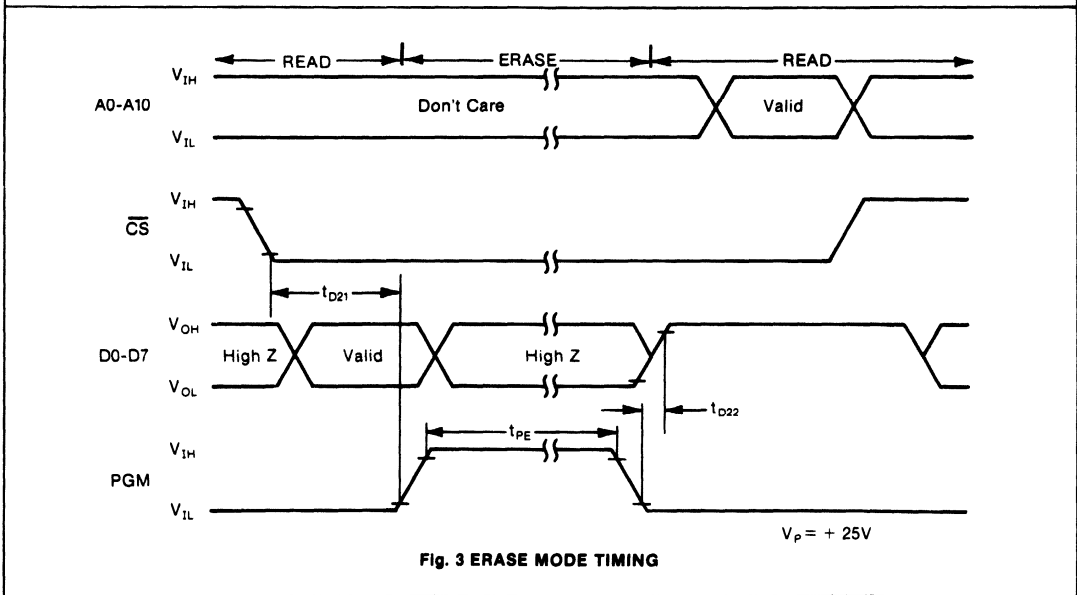 READ ERASE READ
V_IH
A0-A10 Don't Care Valid
V_IL
V_IH
C̅S̅
V_IL
t_D21
V_OH
D0-D7 High Z Valid High Z
V_OL
t_D22
t_PE
V_IH
PGM
V_IL
V_P = + 25V
Fig. 3 ERASE MODE TIMING